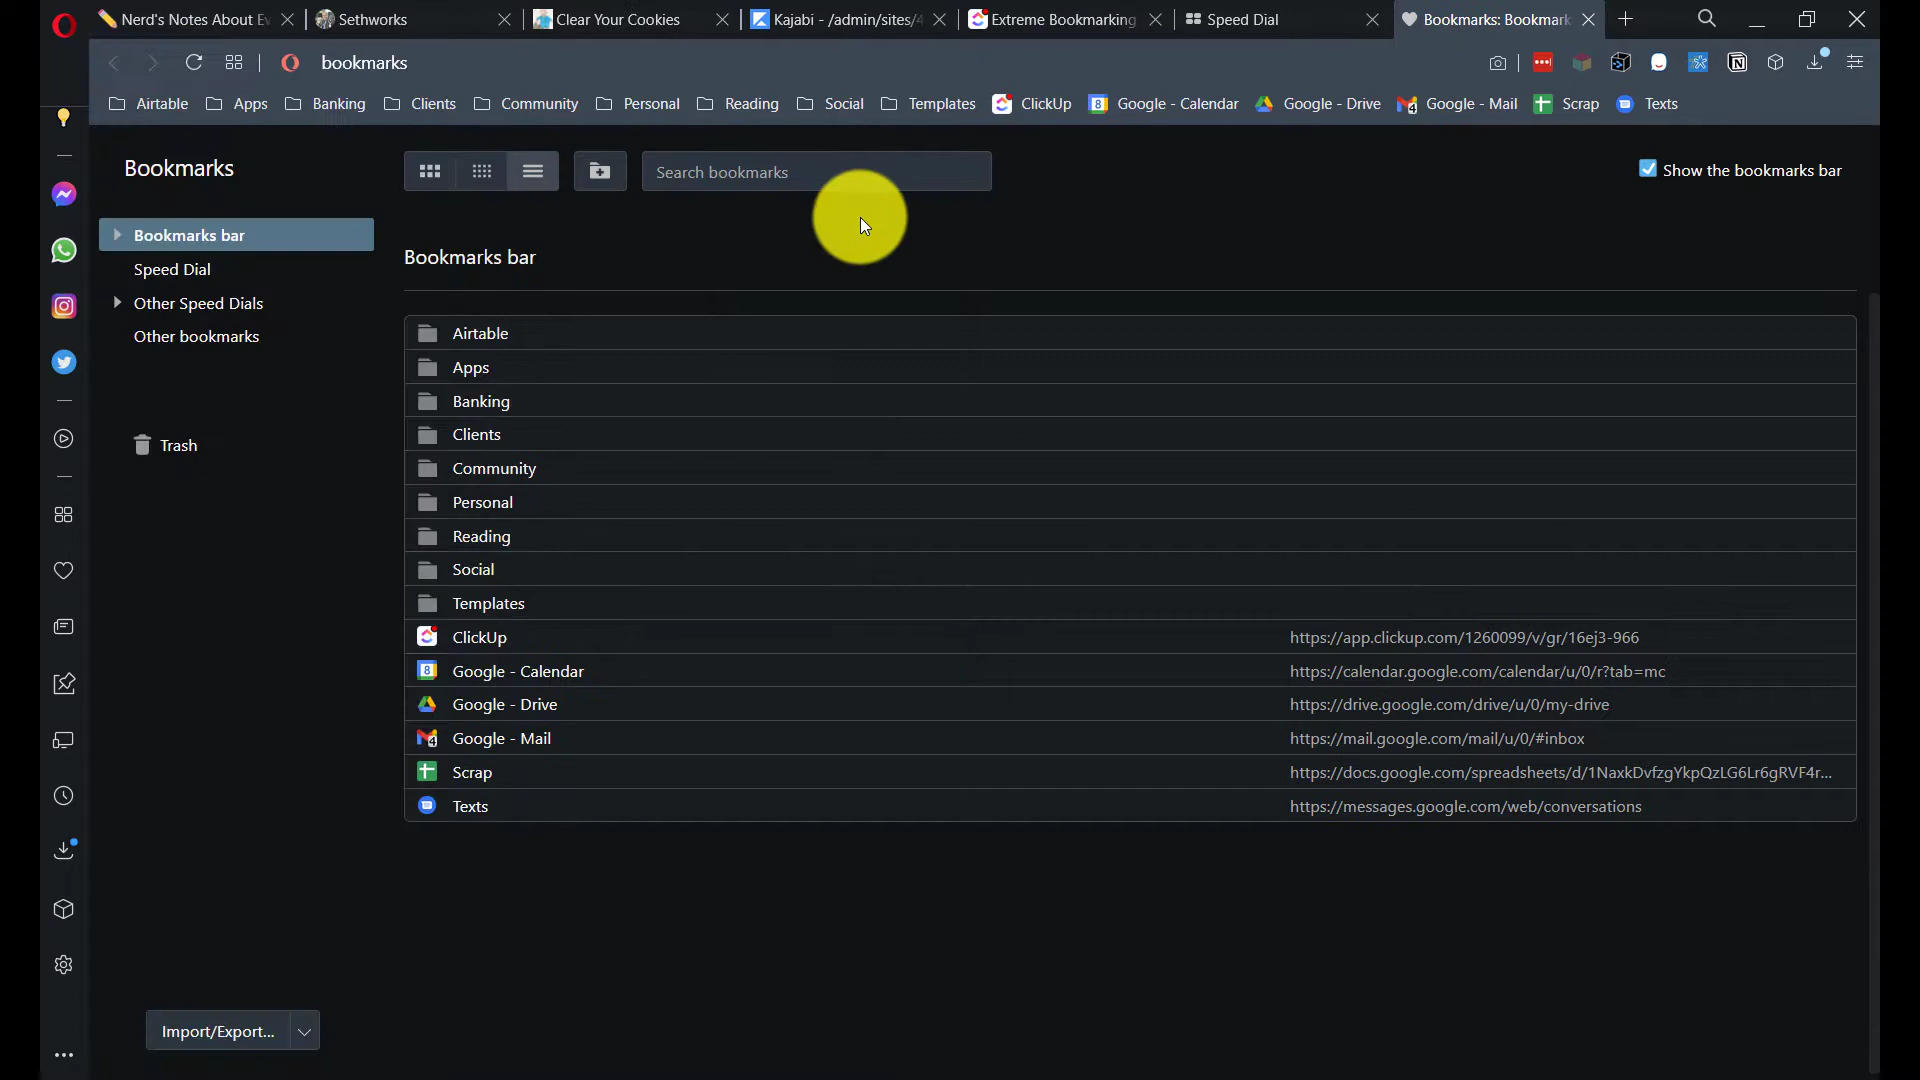 Nerd's Notes About Ev
Sethworks
Clear Your Cookies
Kajabi - /admin/sites/4
Extreme Bookmarking
Speed Dial
Bookmarks: Bookmark
bookmarks
Airtable
Apps
Banking
Clients
Community
Personal
Reading
Social
Templates
ClickUp
8
Google - Calendar
Google - Drive
4
Google - Mail
Scrap
Texts
Bookmarks
Search bookmarks
Show the bookmarks bar
Bookmarks bar
Speed Dial
Other Speed Dials
Other bookmarks
Trash
Bookmarks bar
Airtable
Apps
Banking
Clients
Community
Personal
Reading
Social
Templates
ClickUp https://app.clickup.com/1260099/v/gr/16ej3-966
8 Google - Calendar https://calendar.google.com/calendar/u/0/r?tab=mc
Google - Drive https://drive.google.com/drive/u/0/my-drive
4 Google - Mail https://mail.google.com/mail/u/0/#inbox
Scrap https://docs.google.com/spreadsheets/d/1NaxkDvfzgYkpQzLG6Lr6gRVF4r...
Texts https://messages.google.com/web/conversations
Import/Export...